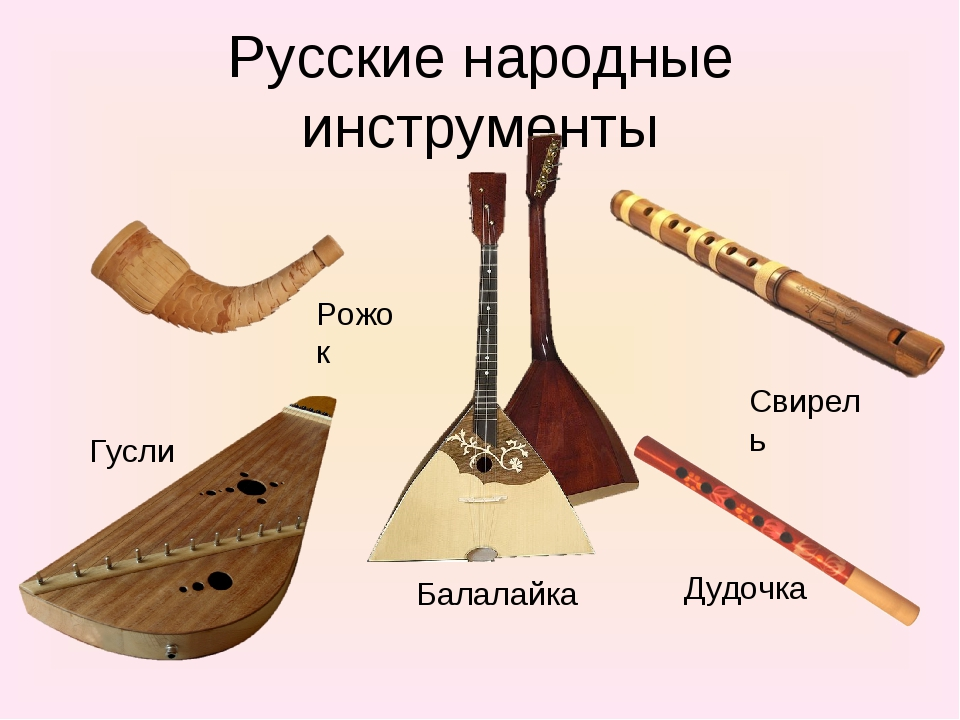 Русские народные
инструменты
Рожо
к
Свирел
ь
Гусли
Балалайка
Дудочка